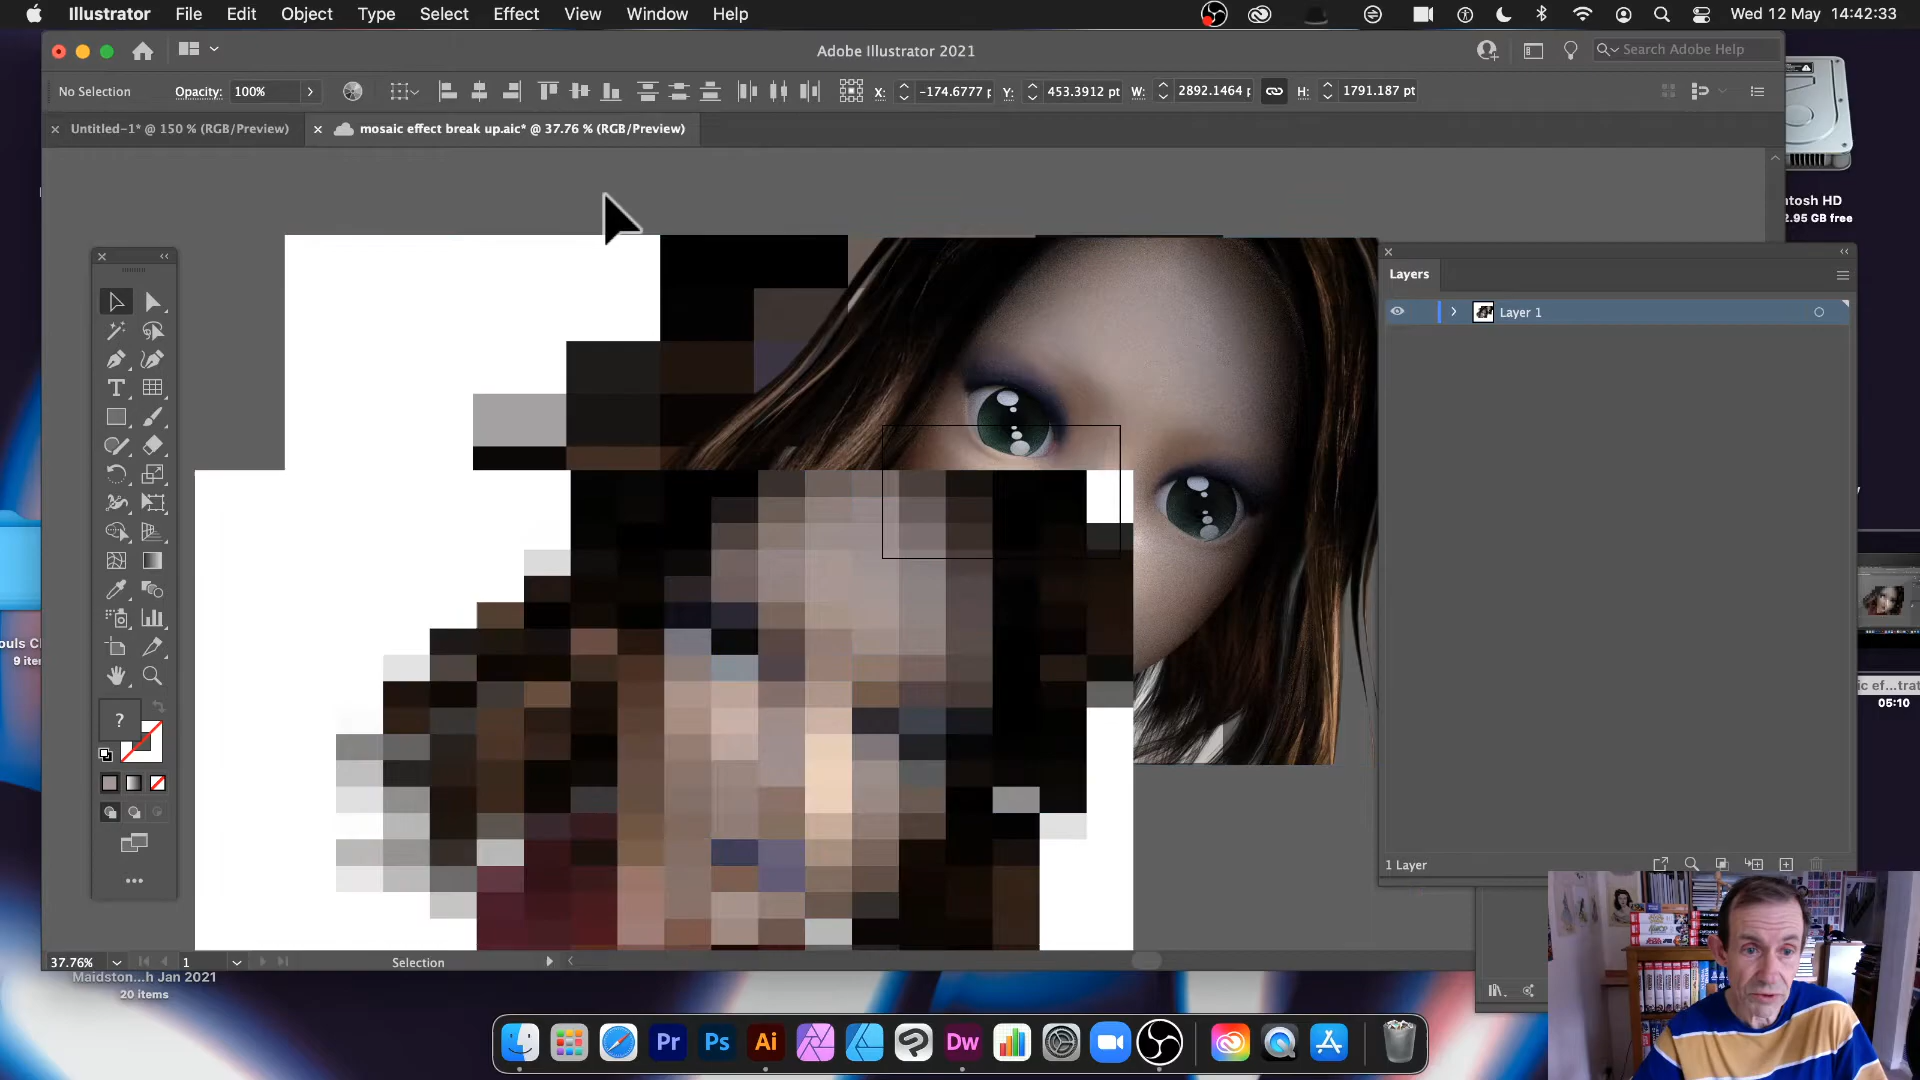 Illustrator File Edit Object Type Select Effect View Window Help
Wed 12 May 14:42:33
Adobe Illustrator 2021
Search Adobe Help
No Selection
Opacity: 100%
X: -174.6777 p
Y: 453.3912 pt
W: 2892.1464 p
H: 1791.187 pt
Untitled-1* @ 150 % (RGB/Preview)
mosaic effect break up.aic* @ 37.76 % (RGB/Preview)
ntosh HD
2.95 GB free
Layers
Layer 1
T
?
ouls Cl
9 iter
ic ef...trat
05:10
1 Layer
37.76%
1
Selection
Maidston...h Jan 2021
20 items
Pr
Ps
Ai
Dw